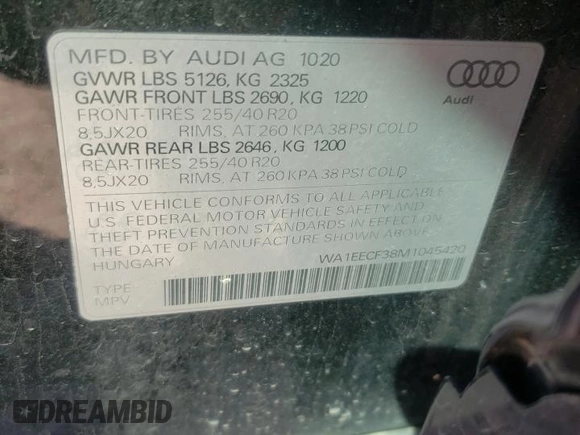 MFD. BY AUDI AG 1020
GVWR LBS 5126, KG 2325
GAWR FRONT LBS 2690, KG 1220
FRONT-TIRES 255/40 R20
8,5JX20 RIMS, AT 260 KPA 38 PSI COLD
GAWR REAR LBS 2646, KG 1200
REAR-TIRES 255/40 R20
8,5JX20 RIMS, AT 260 KPA 38 PSI COLD
THIS VEHICLE CONFORMS TO ALL APPLICABLE
U.S. FEDERAL MOTOR VEHICLE SAFETY AND
THEFT PREVENTION STANDARDS IN EFFECT ON
THE DATE OF MANUFACTURE SHOWN ABOVE.
HUNGARY
WA1EECF38M1045420
TYPE
MPV
Audi
DREAMBID